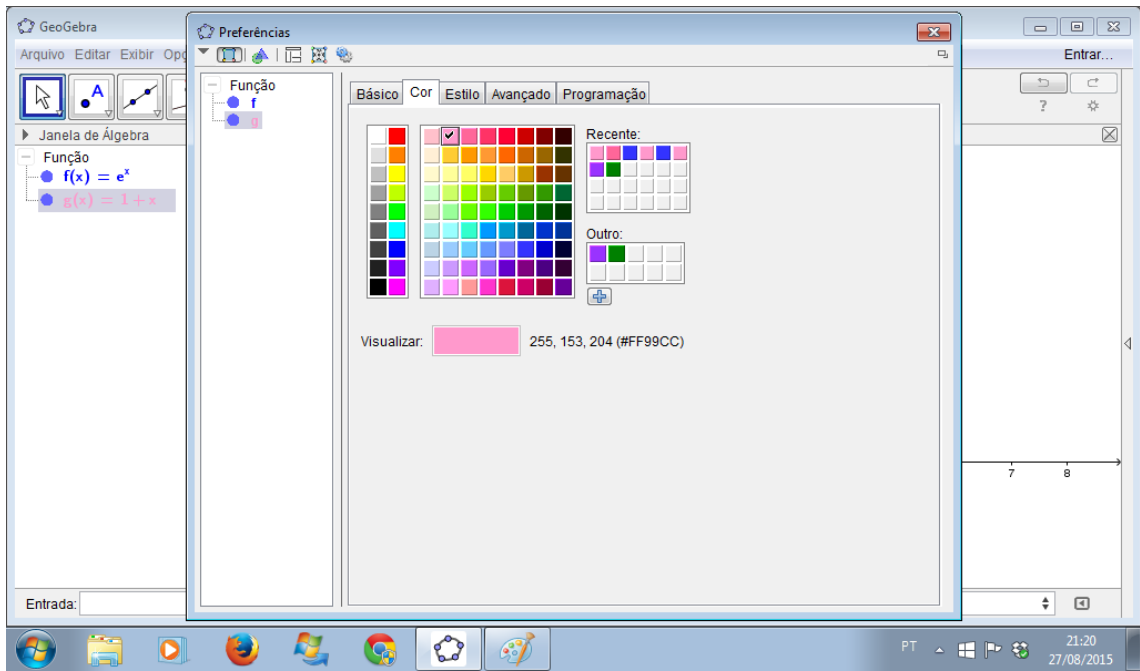 GeoGebra
Arquivo Editar Exibir Opç
Entrar...
A
Janela de Álgebra
Função
f(x) = eˣ
g(x) = 1 + x
Preferências
Função
f
g
Básico Cor Estilo Avançado Programação
Recente:
Outro:
Visualizar: 255, 153, 204 (#FF99CC)
?
7 8
Entrada:
PT
21:20
27/08/2015